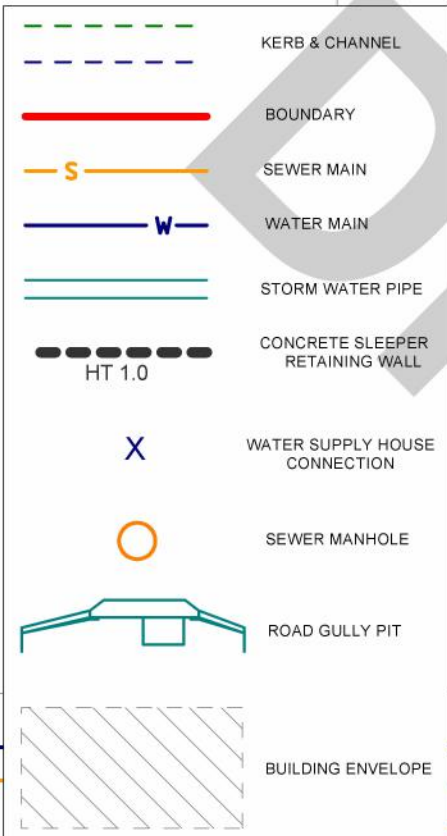 KERB & CHANNEL
BOUNDARY
S
SEWER MAIN
W
WATER MAIN
STORM WATER PIPE
HT 1.0
CONCRETE SLEEPER
RETAINING WALL
X
WATER SUPPLY HOUSE
CONNECTION
SEWER MANHOLE
ROAD GULLY PIT
BUILDING ENVELOPE